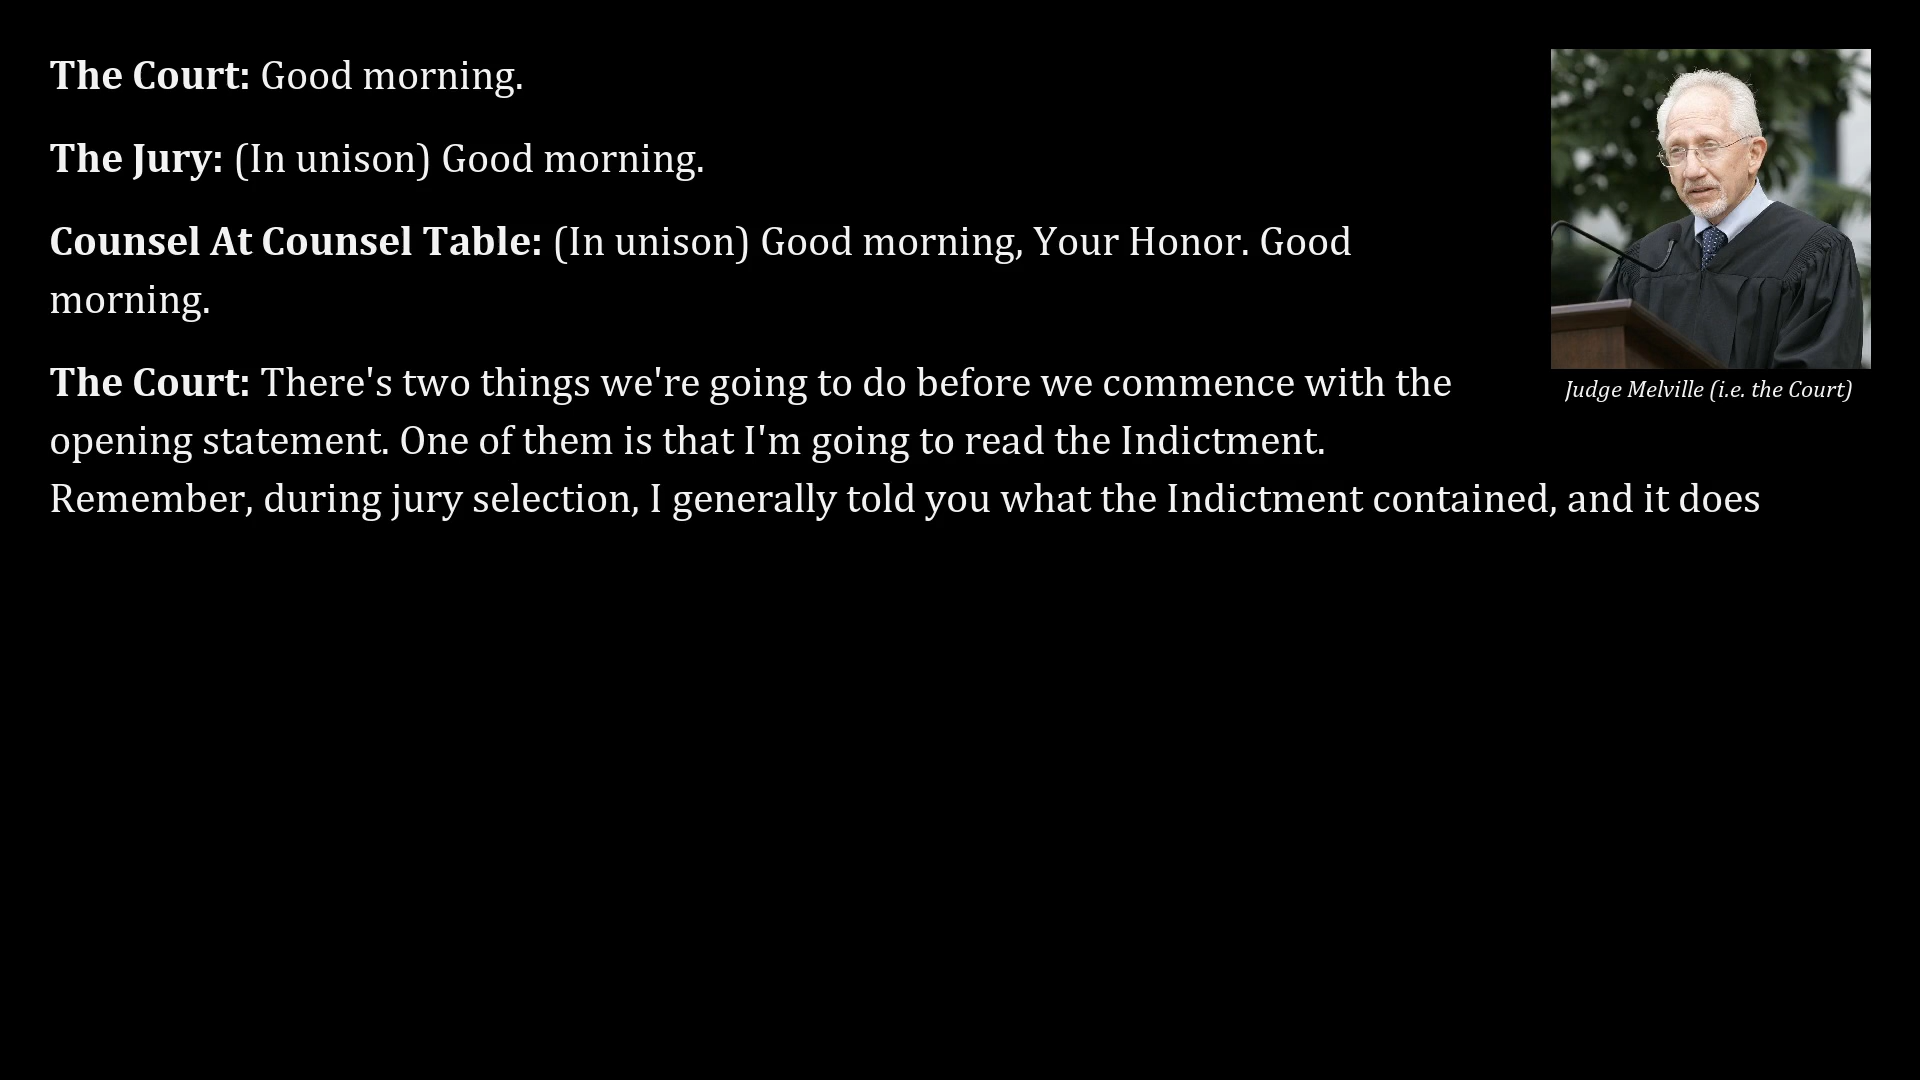 The Court: Good morning.
The Jury: (In unison) Good morning.
Counsel At Counsel Table: (In unison) Good morning, Your Honor. Good
morning.
The Court: There's two things we're going to do before we commence with the
opening statement. One of them is that I'm going to read the Indictment.
Remember, during jury selection, I generally told you what the Indictment contained, and it does
Judge Melville (i.e. the Court)